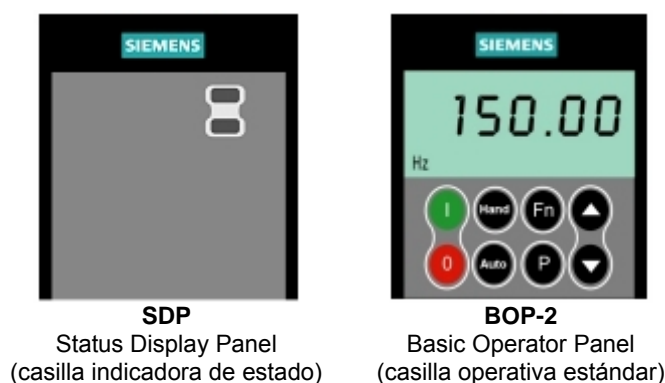 SIEMENS
SIEMENS
150.00
Hz
I Hand Fn
0 Auto P
SDP
Status Display Panel
(casilla indicadora de estado)
BOP-2
Basic Operator Panel
(casilla operativa estándar)